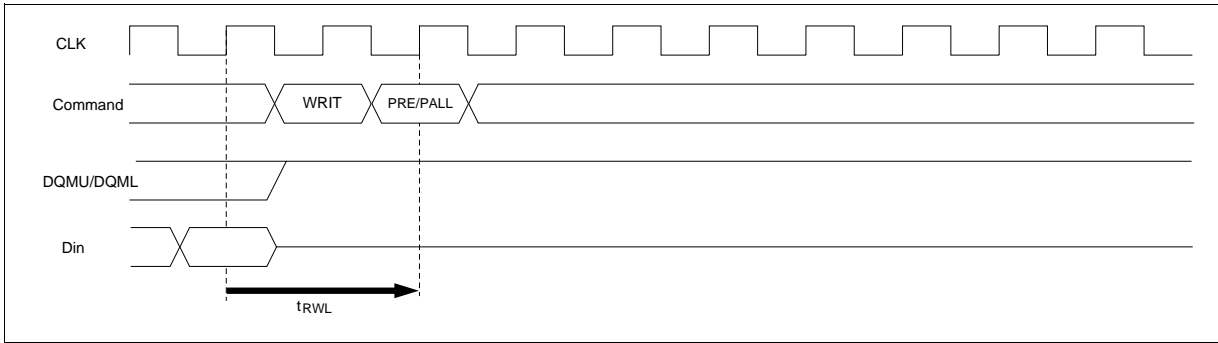 CLK
Command
WRIT
PRE/PALL
DQMU/DQML
Din
tRWL